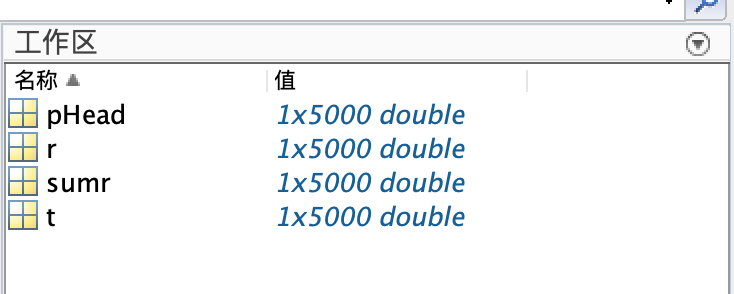 工作区
名称 值
pHead 1x5000 double
r 1x5000 double
sumr 1x5000 double
t 1x5000 double